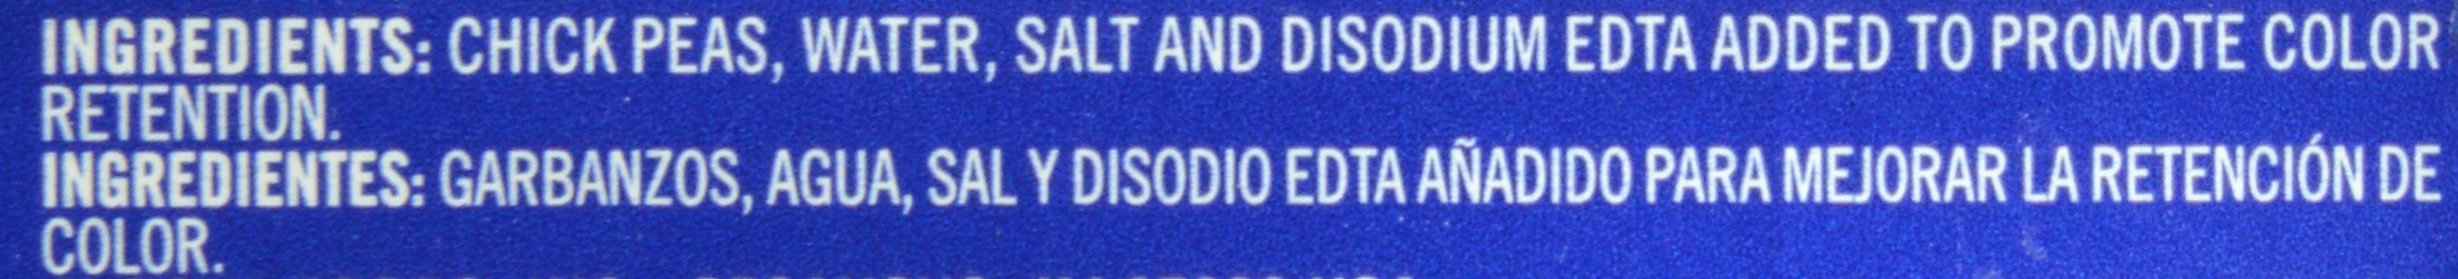 INGREDIENTS: CHICK PEAS, WATER, SALT AND DISODIUM EDTA ADDED TO PROMOTE COLOR
RETENTION.
INGREDIENTES: GARBANZOS, AGUA, SAL Y DISODIO EDTA AÑADIDO PARA MEJORAR LA RETENCIÓN DE
COLOR.